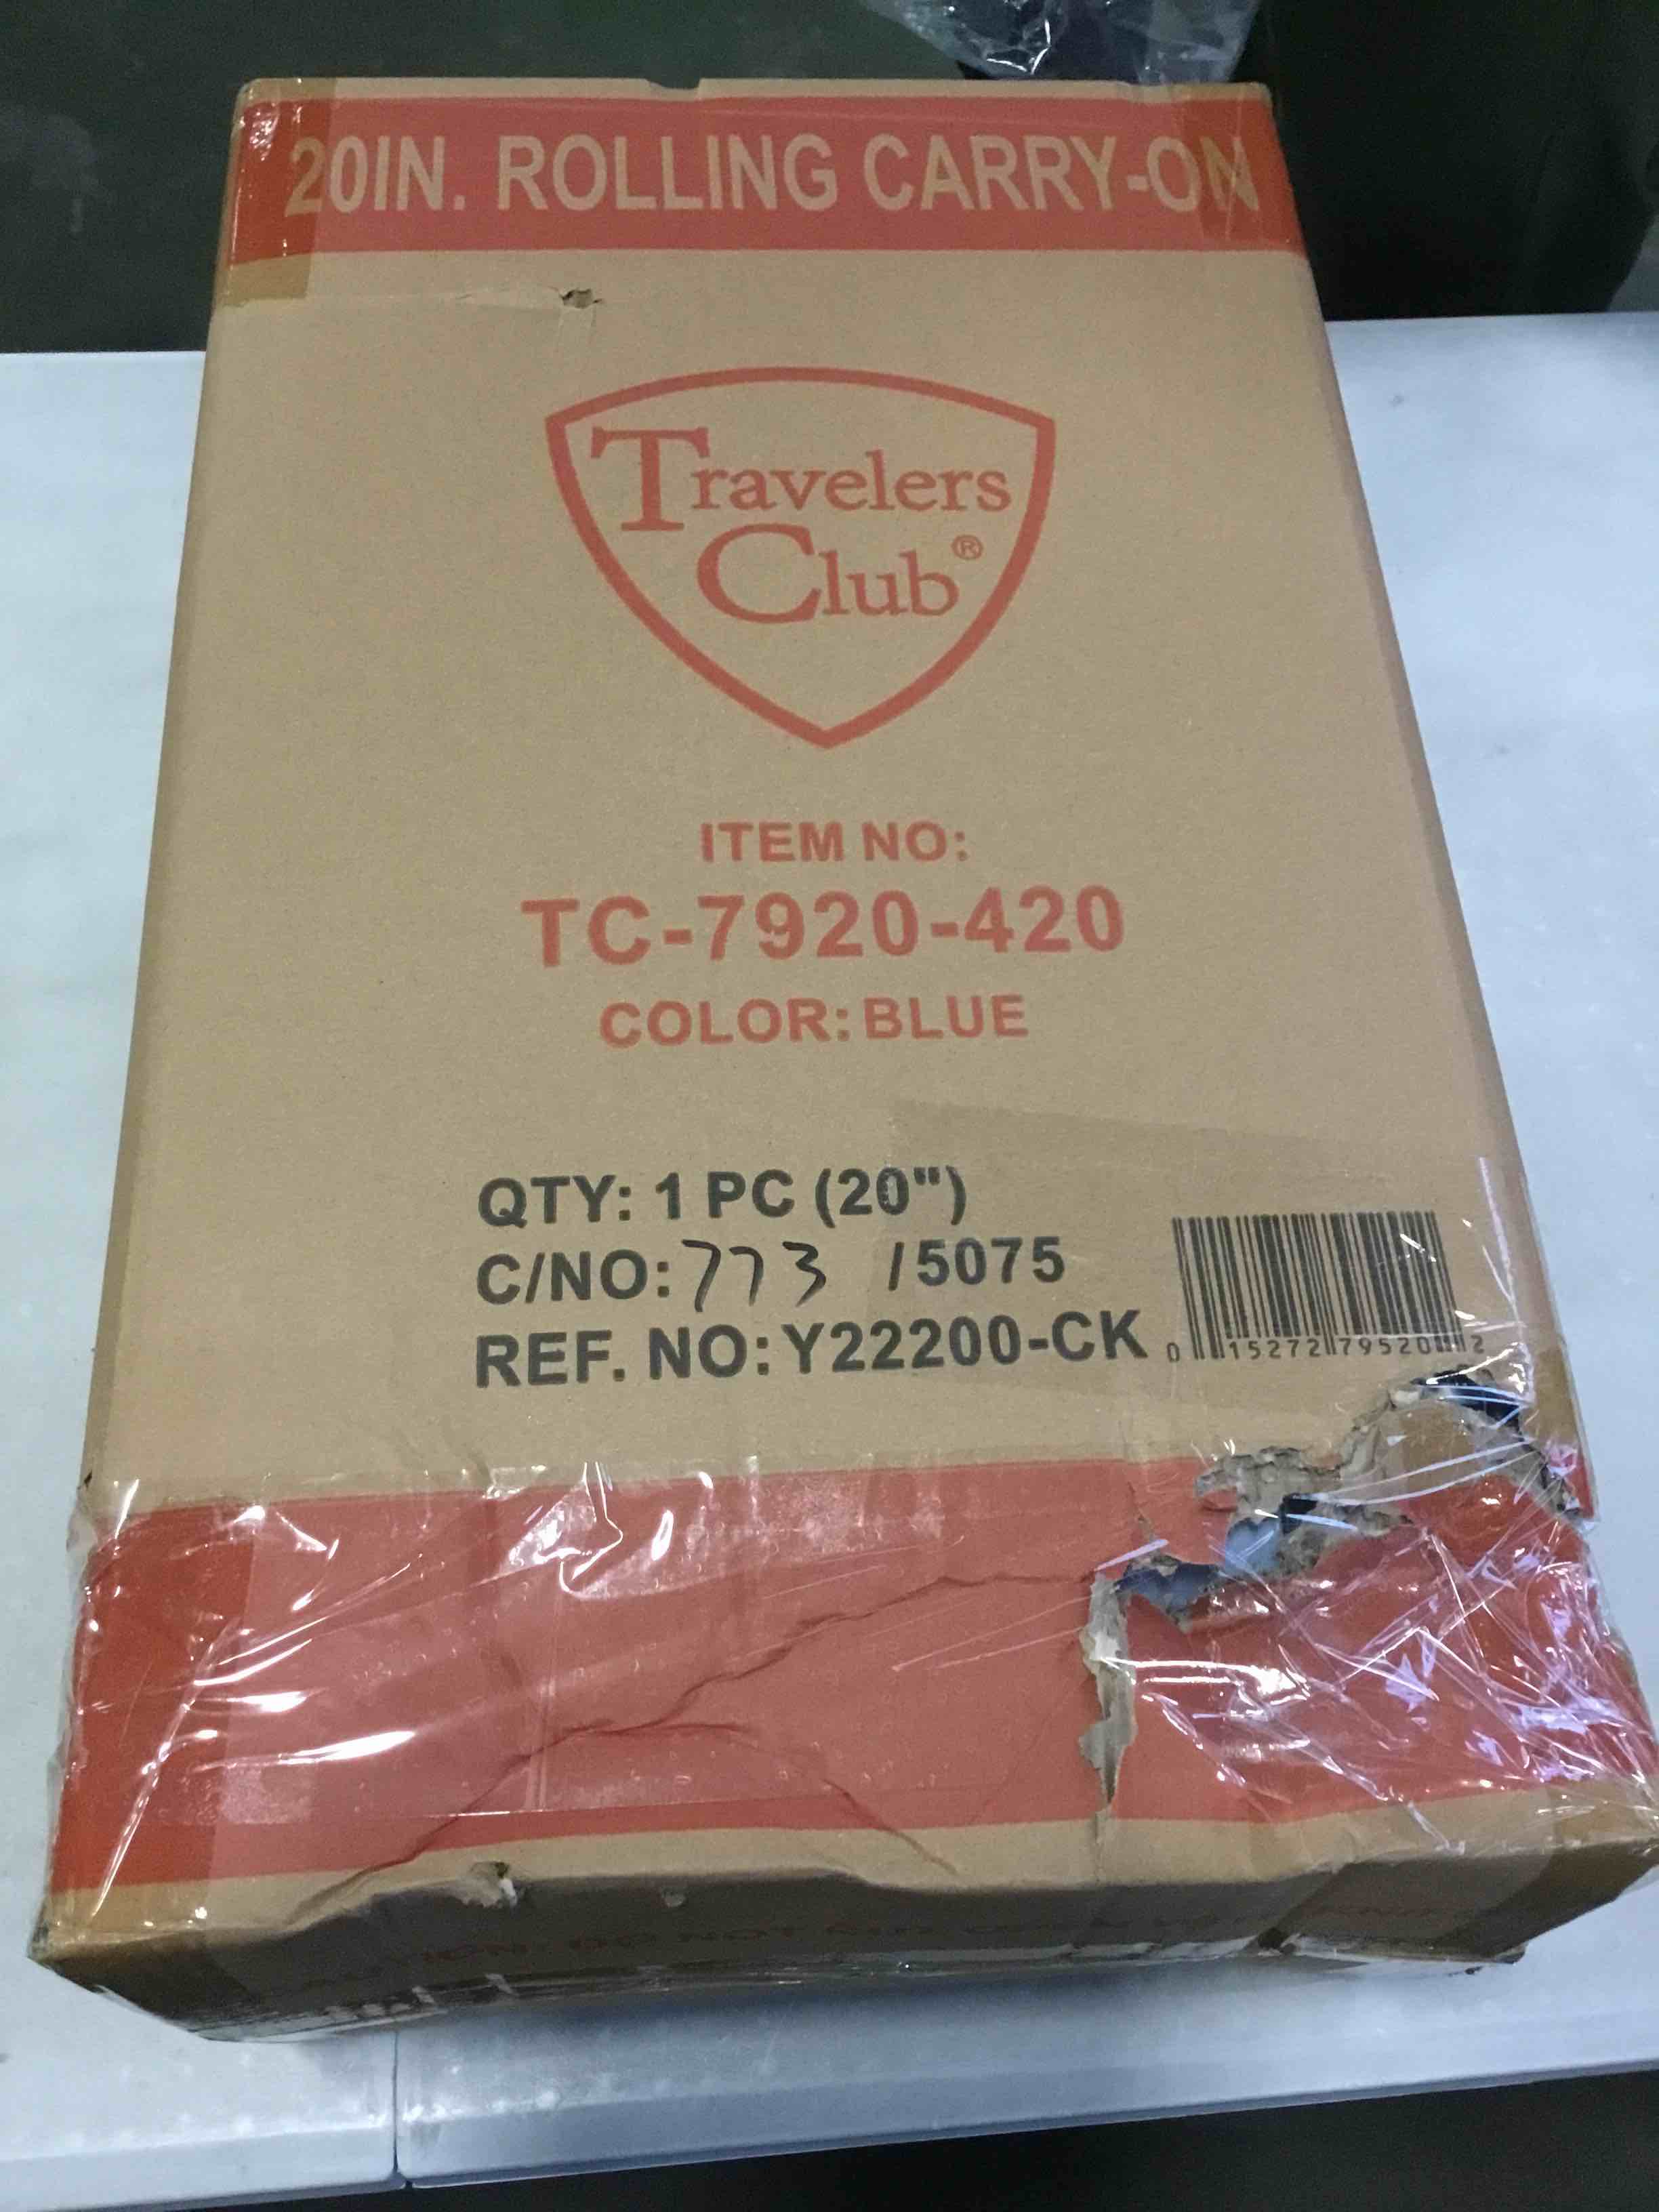 20IN. ROLLING CARRY-ON
Travelers
Club®
ITEM NO:
TC-7920-420
COLOR: BLUE
QTY: 1 PC (20")
C/NO: 773 /5075
REF. NO: Y22200-CK
0 15272 79520 2